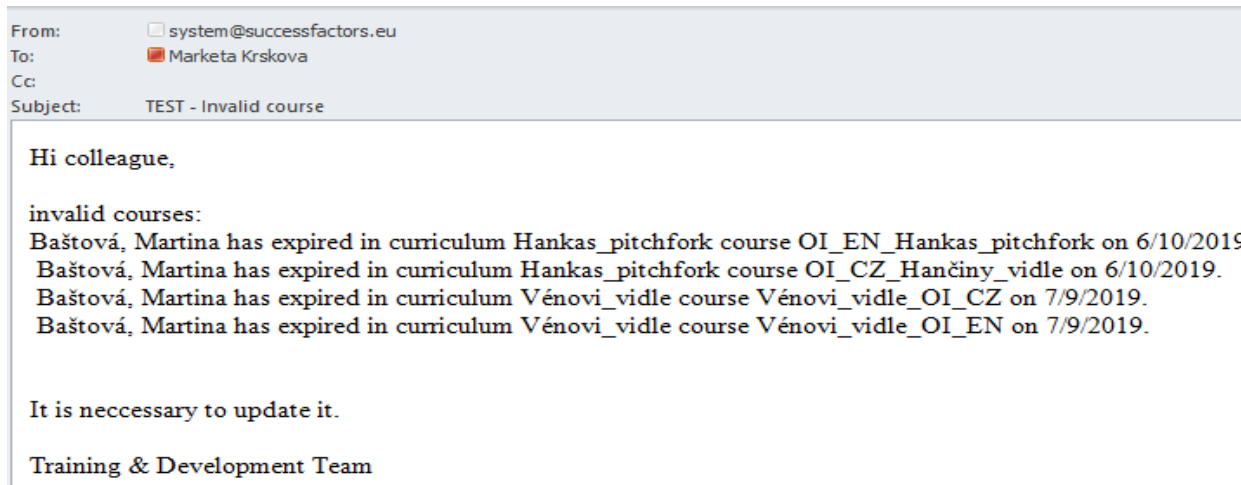 From: system@successfactors.eu
To: Marketa Krskova
Cc:
Subject: TEST - Invalid course
Hi colleague,
invalid courses:
Baštová, Martina has expired in curriculum Hankas_pitchfork course OI_EN_Hankas_pitchfork on 6/10/2019
Baštová, Martina has expired in curriculum Hankas_pitchfork course OI_CZ_Hančiny_vidle on 6/10/2019.
Baštová, Martina has expired in curriculum Vénovi_vidle course Vénovi_vidle_OI_CZ on 7/9/2019.
Baštová, Martina has expired in curriculum Vénovi_vidle course Vénovi_vidle_OI_EN on 7/9/2019.
It is neccessary to update it.
Training & Development Team